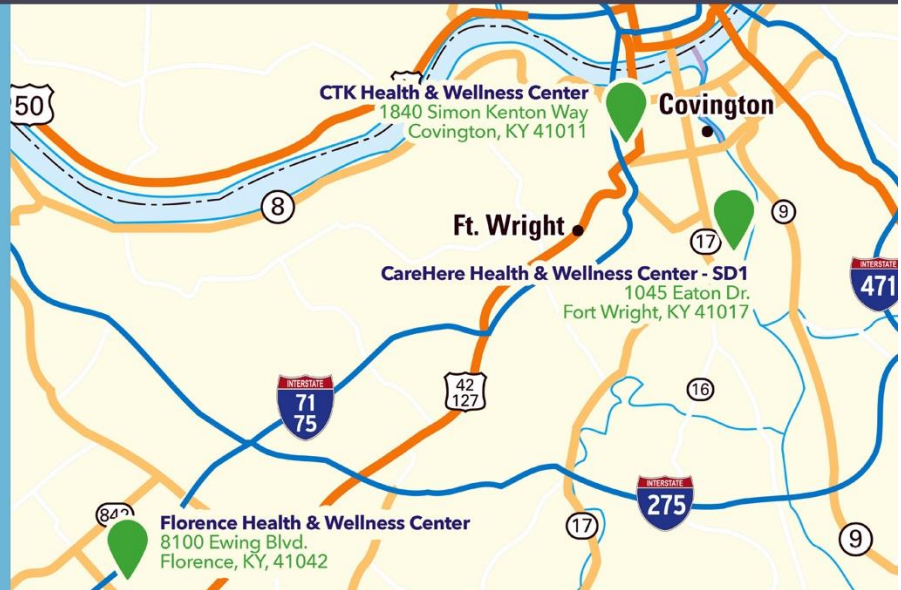 50
CTK Health & Wellness Center
1840 Simon Kenton Way
Covington, KY 41011
Covington
8
Ft. Wright
9
17
CareHere Health & Wellness Center - SD1
1045 Eaton Dr.
Fort Wright, KY 41017
INTERSTATE
471
INTERSTATE
71
75
42
127
16
INTERSTATE
275
Florence Health & Wellness Center
8100 Ewing Blvd.
Florence, KY, 41042
17
9